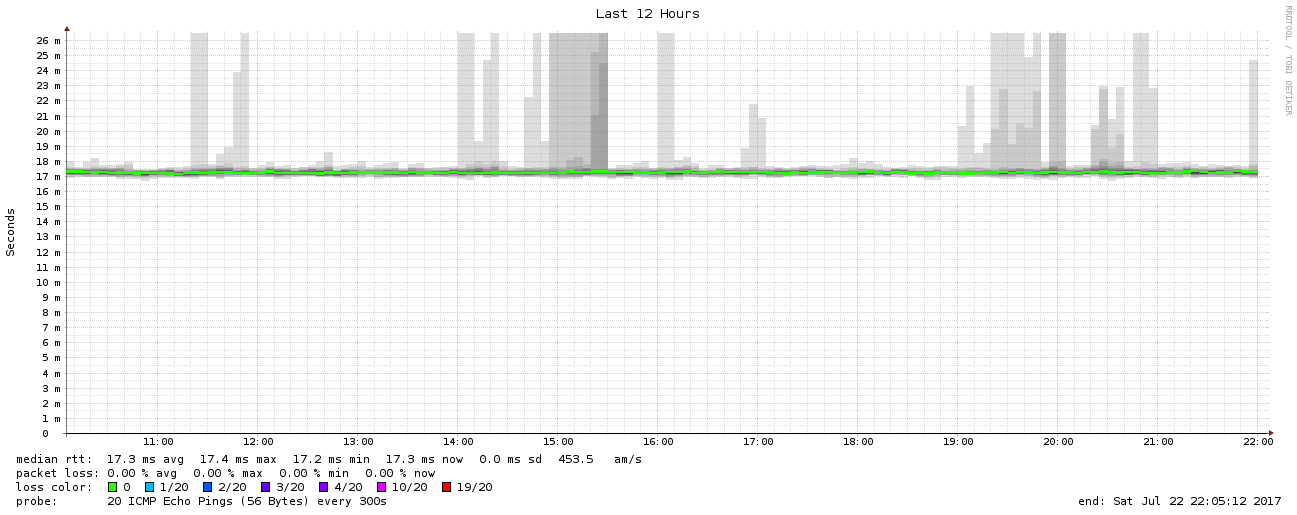 Last 12 Hours
RRDTOOL / TOBI OETIKER
Seconds
26 m
25 m
24 m
23 m
22 m
21 m
20 m
19 m
18 m
17 m
16 m
15 m
14 m
13 m
12 m
11 m
10 m
9 m
8 m
7 m
6 m
5 m
4 m
3 m
2 m
1 m
0
11:00 12:00 13:00 14:00 15:00 16:00 17:00 18:00 19:00 20:00 21:00 22:00
median rtt: 17.3 ms avg 17.4 ms max 17.2 ms min 17.3 ms now 0.0 ms sd 453.5 am/s
packet loss: 0.00 % avg 0.00 % max 0.00 % min 0.00 % now
loss color: 0 1/20 2/20 3/20 4/20 10/20 19/20
probe: 20 ICMP Echo Pings (56 Bytes) every 300s end: Sat Jul 22 22:05:12 2017